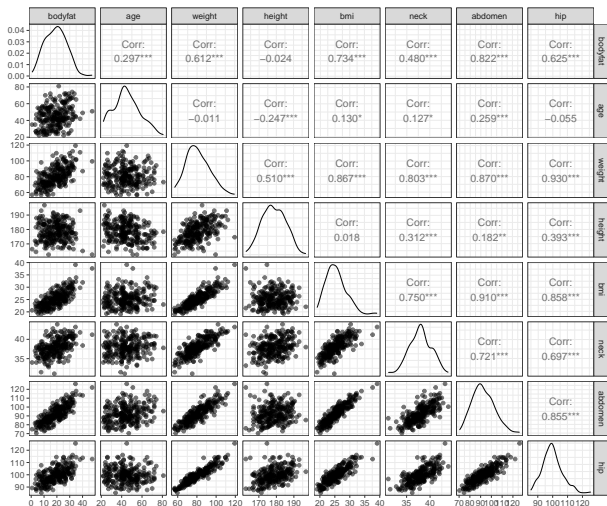 bodyfat age weight height bmi neck abdomen hip
0.04
0.03
0.02
0.01
0.00
Corr: Corr: Corr: Corr: Corr: Corr: Corr:
0.297*** 0.612*** −0.024 0.734*** 0.480*** 0.822*** 0.625***
bodyfat
80
60
40
20
Corr: Corr: Corr: Corr: Corr: Corr:
−0.011 −0.247*** 0.130* 0.127* 0.259*** −0.055
age
120
100
80
60
Corr: Corr: Corr: Corr: Corr:
0.510*** 0.867*** 0.803*** 0.870*** 0.930***
weight
190
180
170
Corr: Corr: Corr: Corr:
0.018 0.312*** 0.182** 0.393***
height
40
35
30
25
20
Corr: Corr: Corr:
0.750*** 0.910*** 0.858***
bmi
40
35
Corr: Corr:
0.721*** 0.697***
neck
120
110
100
90
80
70
Corr:
0.855***
abdomen
120
110
100
90
hip
0 10 20 30 40 20 40 60 80 60 80 100 120 170 180 190 20 25 30 35 40 35 40 70 80 90 100 110 120 90 100 110 120